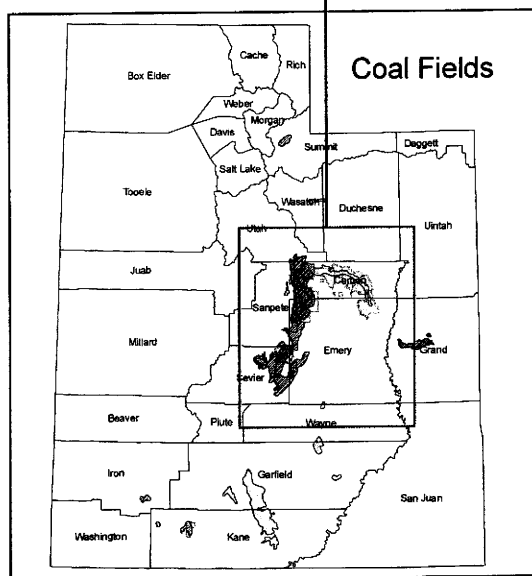 Coal Fields
Cache
Rich
Box Elder
Weber
Morgan
Davis
Summit
Daggett
Salt Lake
Tooele
Wasatch
Duchesne
Utah
Uintah
Juab
Carbon
Sanpete
Millard
Emery
Grand
Sevier
Beaver
Piute
Wayne
Iron
Garfield
San Juan
Washington
Kane